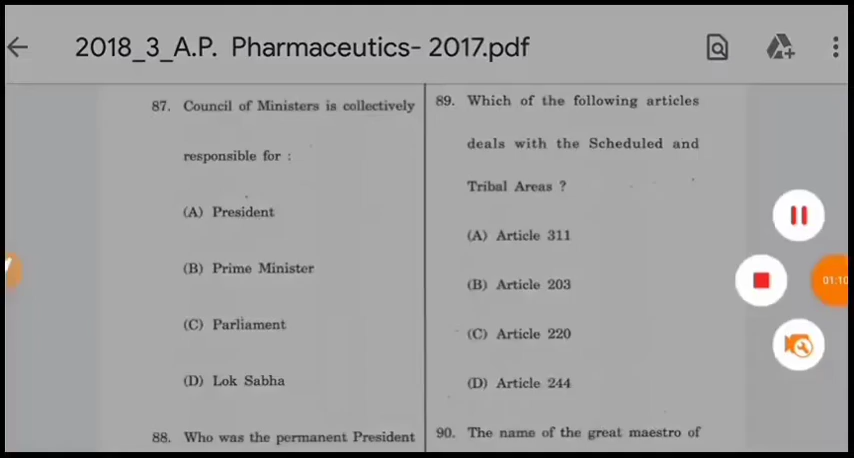 2018_3_A.P. Pharmaceutics- 2017.pdf
87. Council of Ministers is collectively
responsible for :
(A) President
(B) Prime Minister
(C) Parliament
(D) Lok Sabha
88. Who was the permanent President
89. Which of the following articles
deals with the Scheduled and
Tribal Areas ?
(A) Article 311
(B) Article 203
(C) Article 220
(D) Article 244
90. The name of the great maestro of
01:10